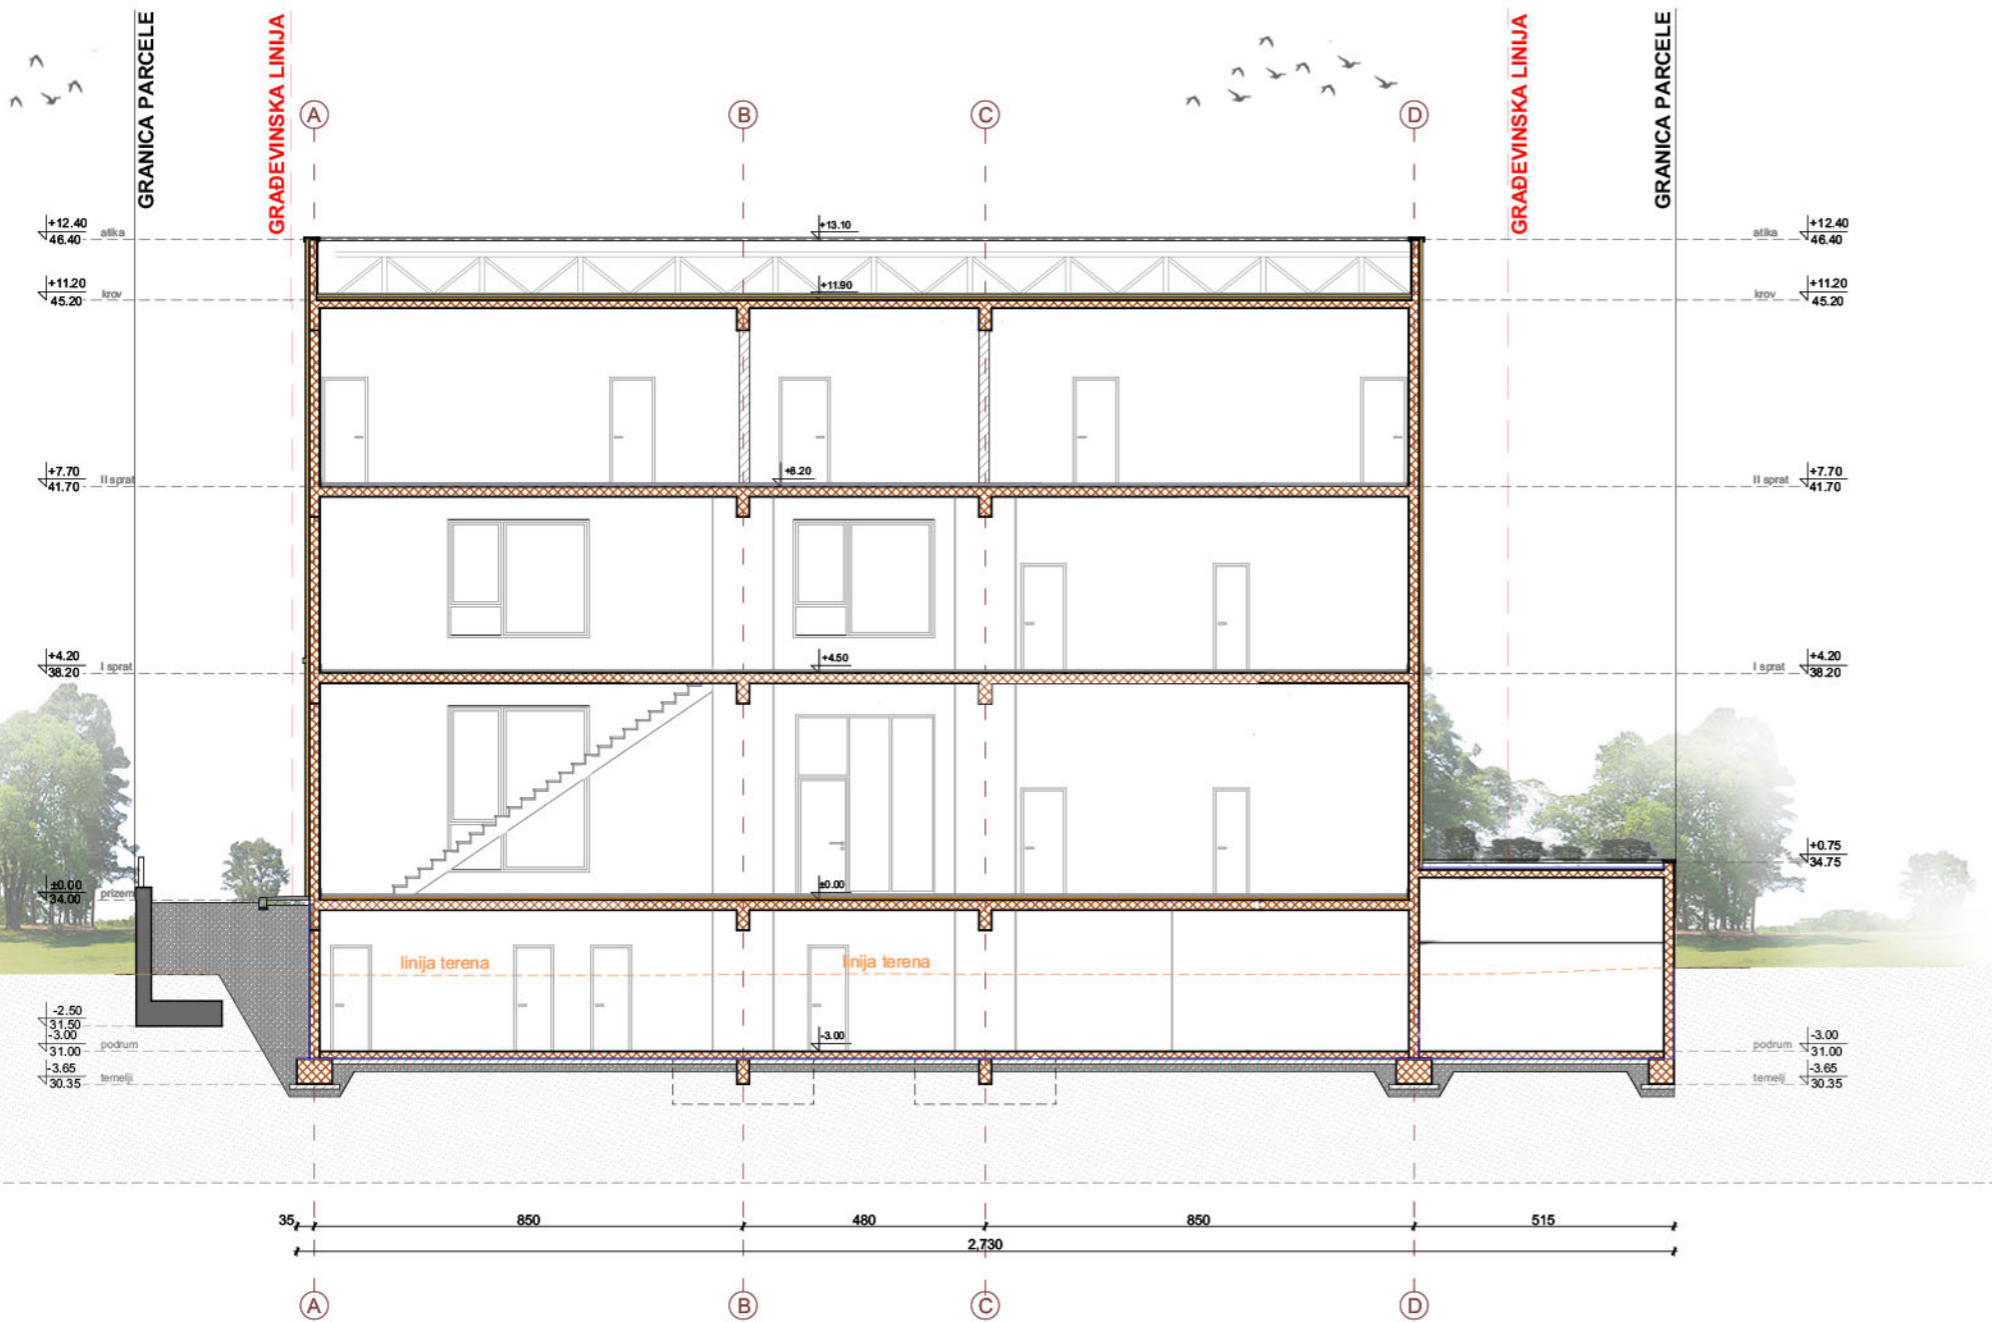 GRANICA PARCELE
GRAĐEVINSKA LINIJA
GRAĐEVINSKA LINIJA
GRANICA PARCELE
A
B
C
D
+12.40
46.40
atika
+13.10
atika
+12.40
46.40
+11.20
45.20
krov
+11.90
krov
+11.20
45.20
+7.70
41.70
II sprat
+8.20
II sprat
+7.70
41.70
+4.20
38.20
I sprat
+4.50
I sprat
+4.20
38.20
+0.75
34.75
±0.00
34.00
prizem
±0.00
linija terena
linija terena
-2.50
31.50
-3.00
31.00
podrum
-3.00
podrum
-3.00
31.00
-3.65
30.35
temelji
temelji
-3.65
30.35
35
850
480
850
515
2,730
A
B
C
D